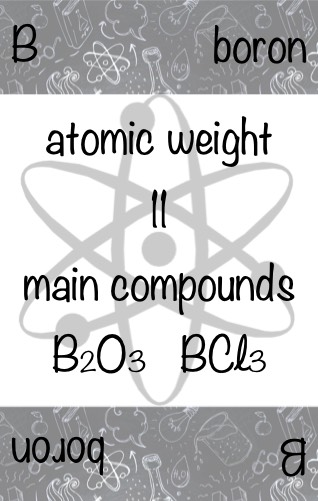 B boron
atomic weight
11
main compounds
B₂O₃ BCl₃
boron B